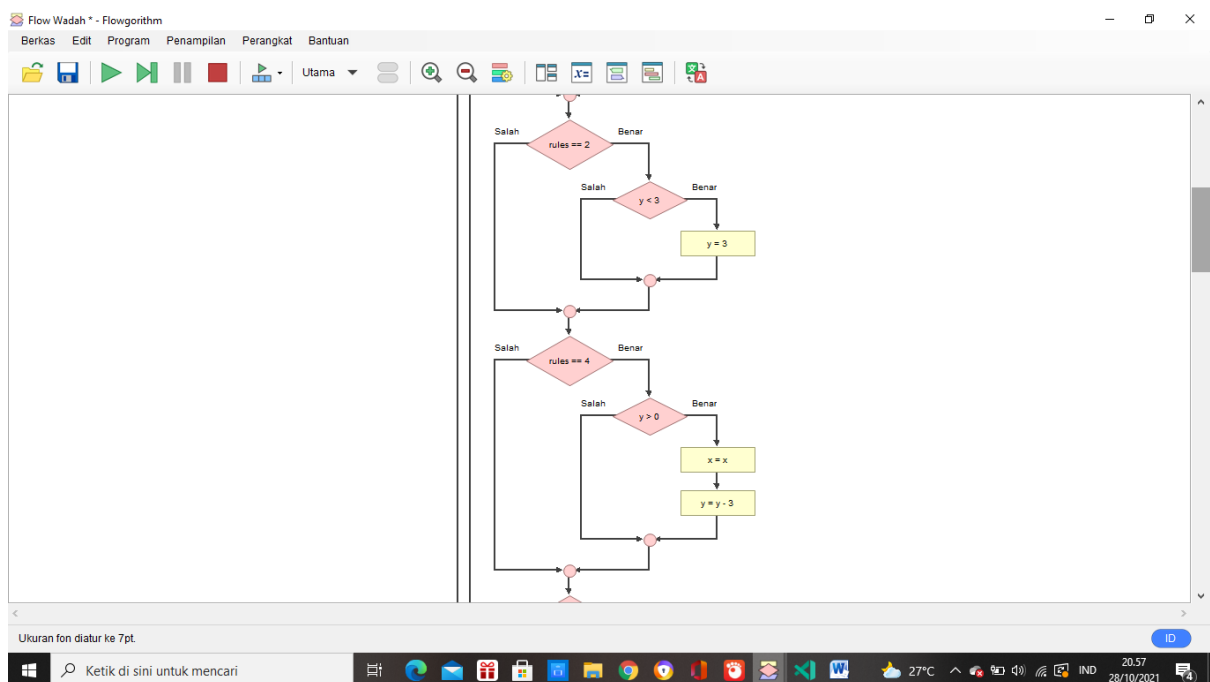 Flow Wadah * - Flowgorithm
Berkas Edit Program Penampilan Perangkat Bantuan
Utama
x=
Salah
Benar
rules == 2
Salah
Benar
y < 3
y = 3
Salah
Benar
rules == 4
Salah
Benar
y > 0
x = x
y = y - 3
Ukuran fon diatur ke 7pt.
ID
Ketik di sini untuk mencari
27°C
IND
20.57
28/10/2021
4